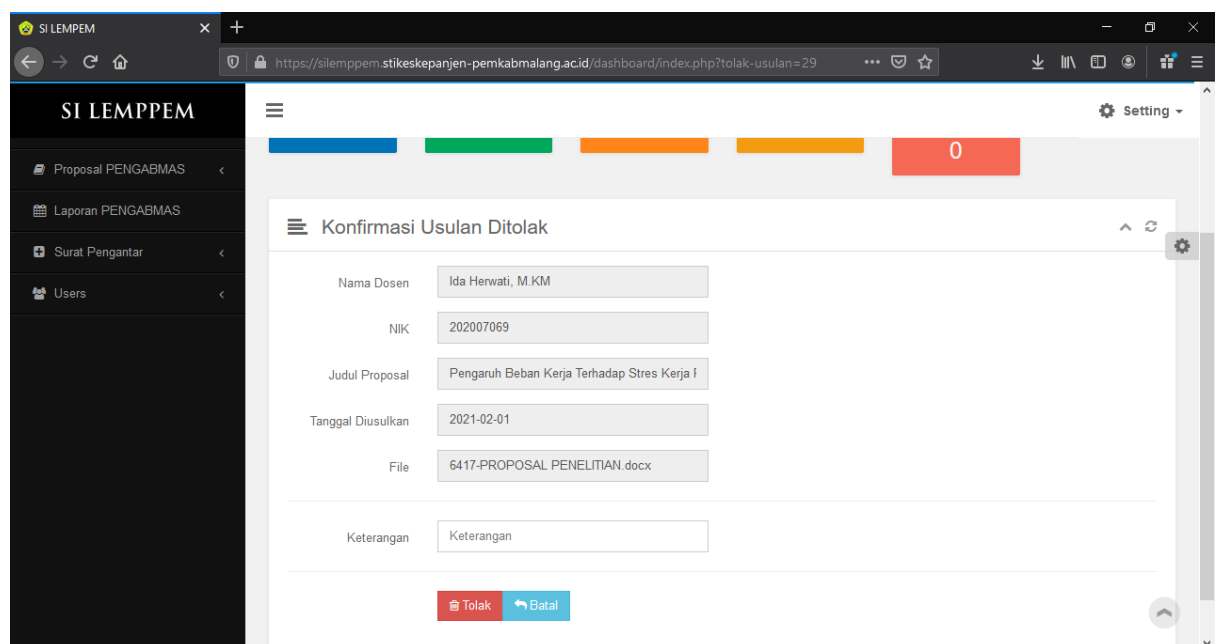 SI LEMPEM
https://silemppem.stikeskepanjen-pemkabmalang.ac.id/dashboard/index.php?tolak-usulan=29
SI LEMPPEM
Setting
0
Proposal PENGABMAS
Laporan PENGABMAS
Surat Pengantar
Users
Konfirmasi Usulan Ditolak
Nama Dosen Ida Herwati, M.KM
NIK 202007069
Judul Proposal Pengaruh Beban Kerja Terhadap Stres Kerja
Tanggal Diusulkan 2021-02-01
File 6417-PROPOSAL PENELITIAN.docx
Keterangan Keterangan
Tolak Batal